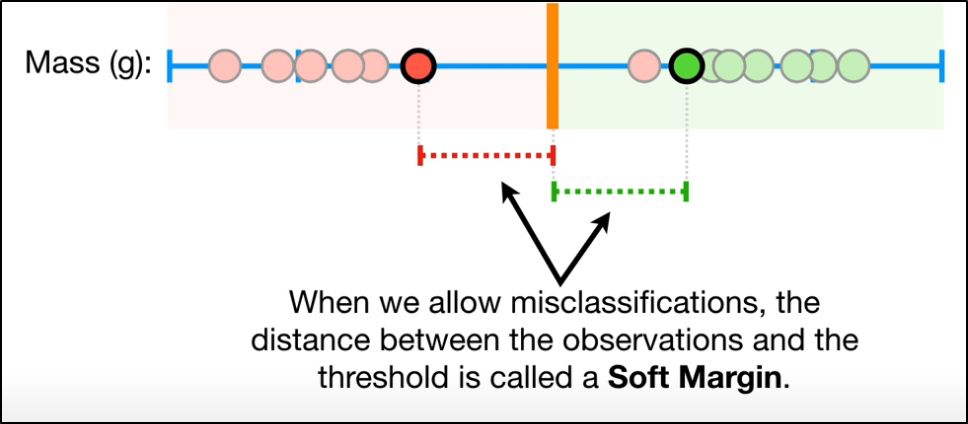 Mass (g):
When we allow misclassifications, the
distance between the observations and the
threshold is called a Soft Margin.